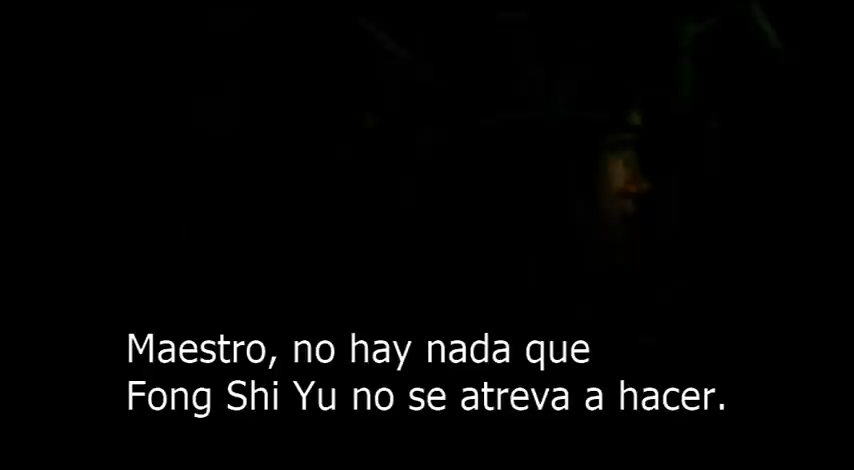 Maestro, no hay nada que
Fong Shi Yu no se atreva a hacer.